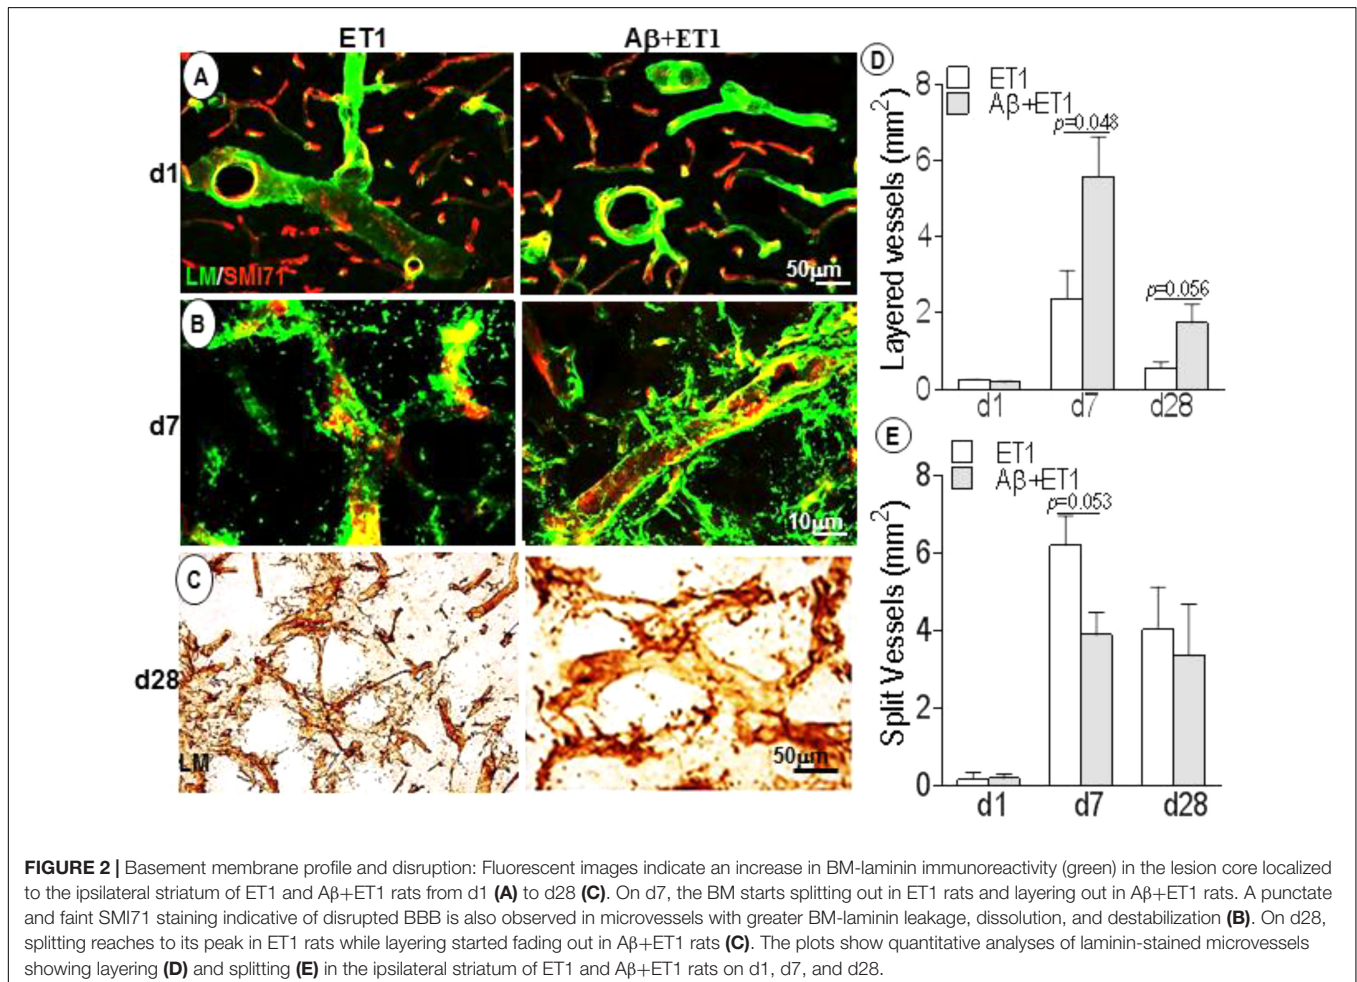 ET1
Aβ+ET1
A
d1
LM/SMI71
50µm
B
d7
10µm
C
d28
LM
50µm
D
ET1
Aβ+ET1
Layered vessels (mm2)
8
6
4
2
0
p=0.048
p=0.056
d1
d7
d28
E
ET1
Aβ+ET1
Split Vessels (mm2)
8
6
4
2
0
p=0.053
d1
d7
d28
FIGURE 2 | Basement membrane profile and disruption: Fluorescent images indicate an increase in BM-laminin immunoreactivity (green) in the lesion core localized
to the ipsilateral striatum of ET1 and Aβ+ET1 rats from d1 (A) to d28 (C). On d7, the BM starts splitting out in ET1 rats and layering out in Aβ+ET1 rats. A punctate
and faint SMI71 staining indicative of disrupted BBB is also observed in microvessels with greater BM-laminin leakage, dissolution, and destabilization (B). On d28,
splitting reaches to its peak in ET1 rats while layering started fading out in Aβ+ET1 rats (C). The plots show quantitative analyses of laminin-stained microvessels
showing layering (D) and splitting (E) in the ipsilateral striatum of ET1 and Aβ+ET1 rats on d1, d7, and d28.